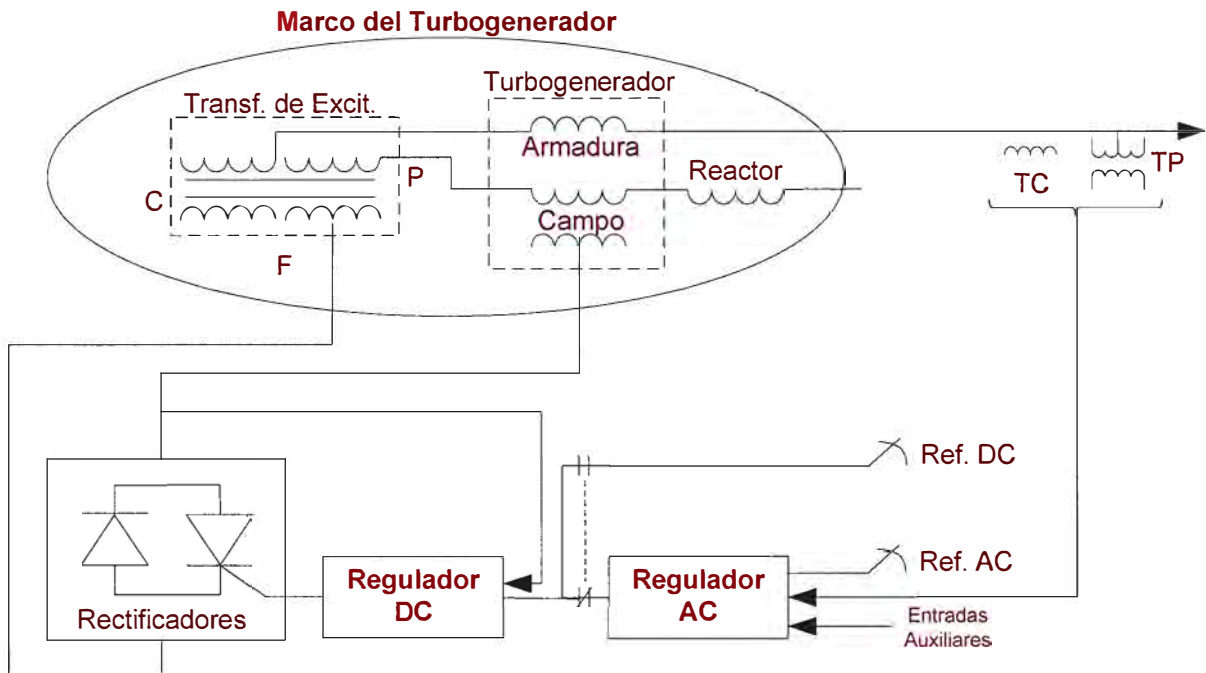 Marco del Turbogenerador
Turbogenerador
Transf. de Excit.
Armadura
P
Reactor
TC
TP
C
Campo
F
Ref. DC
Ref. AC
Regulador
DC
Regulador
AC
Rectificadores
Entradas
Auxiliares